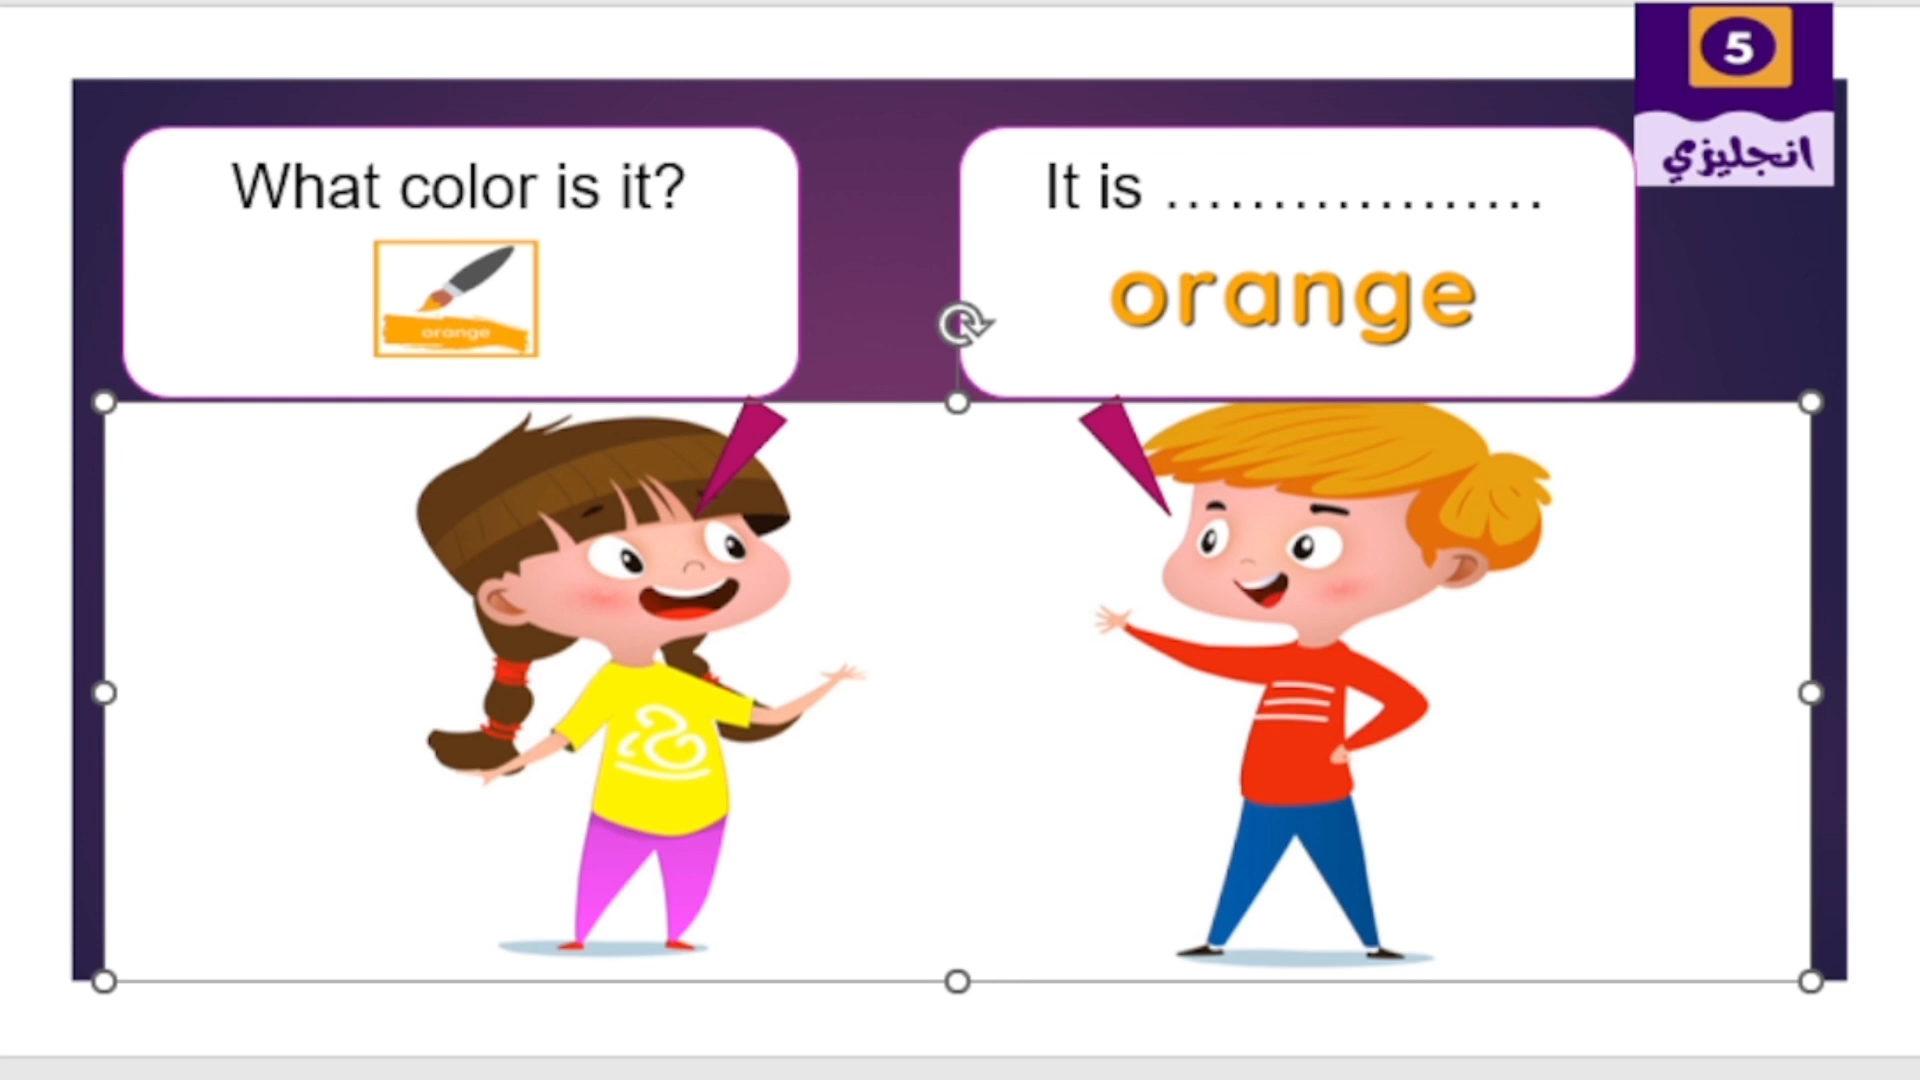 5
انجليزي
What color is it?
orange
It is ..................
orange